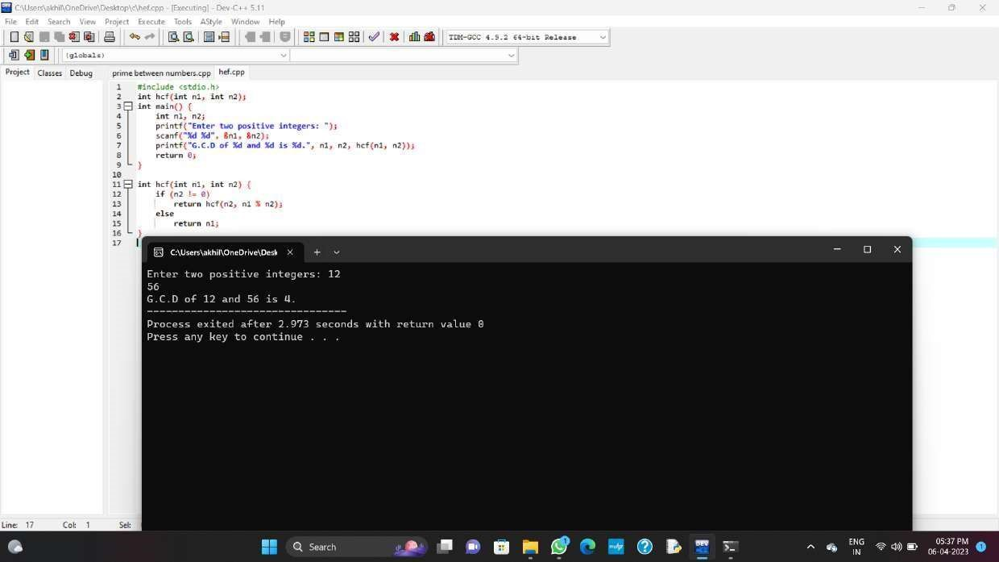 C:\Users\akhil\OneDrive\Desktop\c\hef.cpp - [Executing] - Dev-C++ 5.11
File Edit Search View Project Execute Tools AStyle Window Help
TDM-GCC 4.9.2 64-bit Release
(globals)
Project Classes Debug prime between numbers.cpp hef.cpp
1 #include <stdio.h>
2 int hcf(int n1, int n2);
3 int main() {
4 int n1, n2;
5 printf("Enter two positive integers: ");
6 scanf("%d %d", &n1, &n2);
7 printf("G.C.D of %d and %d is %d.", n1, n2, hcf(n1, n2));
8 return 0;
9 }
10
11 int hcf(int n1, int n2) {
12 if (n2 != 0)
13 return hcf(n2, n1 % n2);
14 else
15 return n1;
16 }
17
C:\Users\akhil\OneDrive\Desk
Enter two positive integers: 12
56
G.C.D of 12 and 56 is 4.
--------------------------------
Process exited after 2.973 seconds with return value 0
Press any key to continue . . .
Line: 17 Col: 1 Sel:
Search
1
myhp
DEV
ENG
IN
05:37 PM
06-04-2023
1